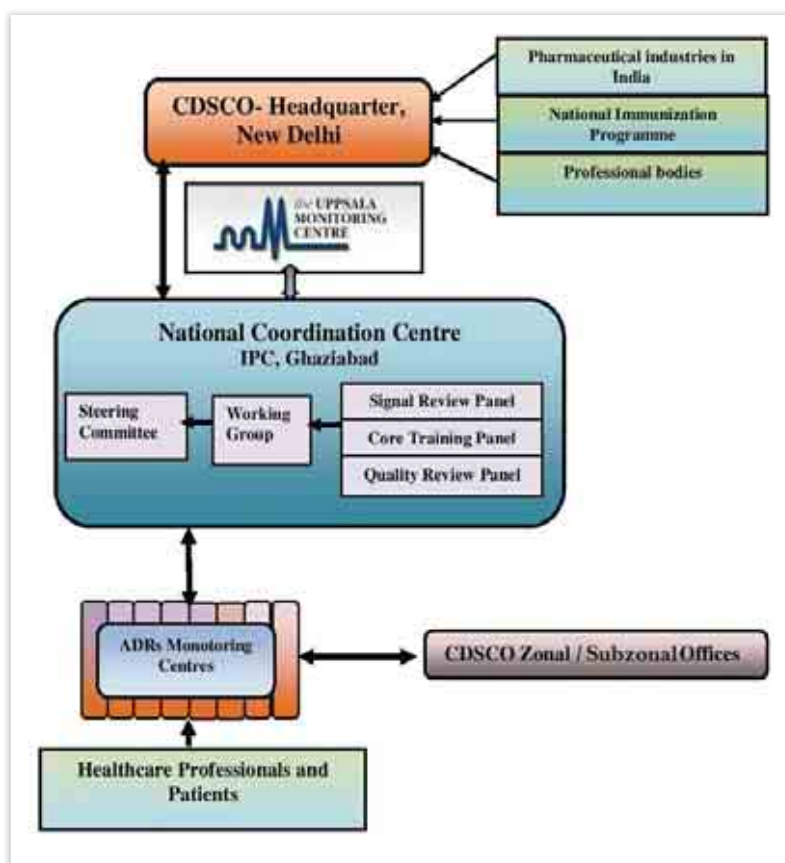 Pharmaceutical industries in
India
CDSCO- Headquarter,
New Delhi
National Immunization
Programme
Professional bodies
the UPPSALA
MONITORING
CENTRE
National Coordination Centre
IPC, Ghaziabad
Steering
Committee
Working
Group
Signal Review Panel
Core Training Panel
Quality Review Panel
ADRs Monotoring
Centres
CDSCO Zonal / Subzonal Offices
Healthcare Professionals and
Patients